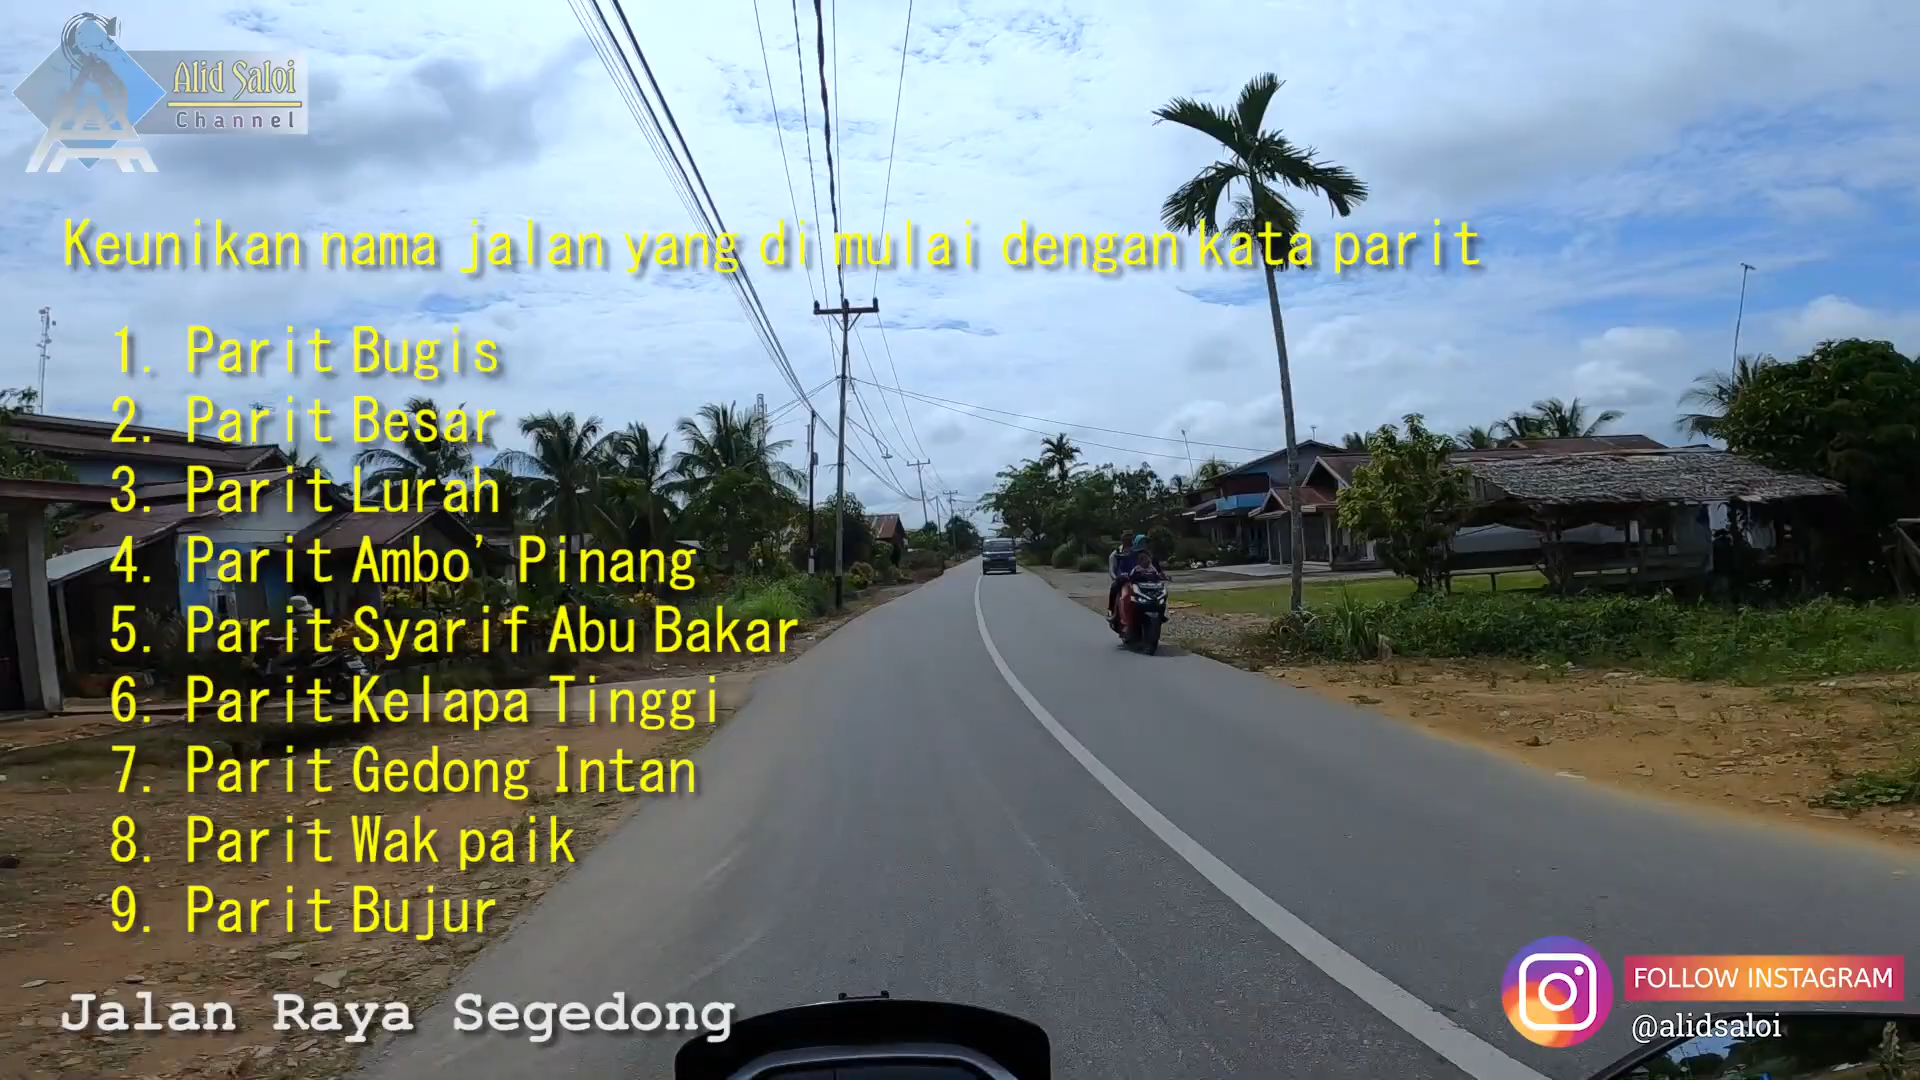 Alid Saloi
Channel
Keunikan nama jalan yang di mulai dengan kata parit
1. Parit Bugis
2. Parit Besar
3. Parit Lurah
4. Parit Ambo' Pinang
5. Parit Syarif Abu Bakar
6. Parit Kelapa Tinggi
7. Parit Gedong Intan
8. Parit Wak paik
9. Parit Bujur
Jalan Raya Segedong
FOLLOW INSTAGRAM
@alidsaloi